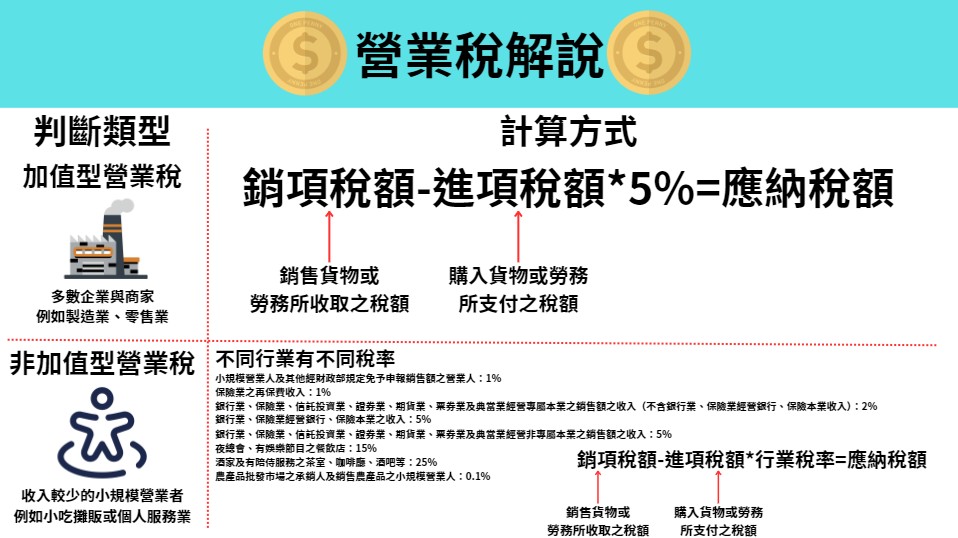 營業稅解說
判斷類型
加值型營業稅
多數企業與商家
例如製造業、零售業
計算方式
銷項稅額-進項稅額*5%=應納稅額
銷售貨物或
勞務所收取之稅額
購入貨物或勞務
所支付之稅額
非加值型營業稅
收入較少的小規模營業者
例如小吃攤販或個人服務業
不同行業有不同稅率
小規模營業人及其他經財政部規定免予申報銷售額之營業人：1%
保險業之再保費收入：1%
銀行業、保險業、信託投資業、證券業、期貨業、票券業及典當業經營專屬本業之銷售額之收入（不含銀行業、保險業經營銀行、保險本業收入）：2%
銀行業、保險業經營銀行、保險本業之收入：5%
銀行業、保險業、信託投資業、證券業、期貨業、票券業及典當業經營非專屬本業之銷售額之收入：5%
夜總會、有娛樂節目之餐飲店：15%
酒家及有陪侍服務之茶室、咖啡廳、酒吧等：25%
農產品批發市場之承銷人及銷售農產品之小規模營業人：0.1%
銷項稅額-進項稅額*行業稅率=應納稅額
銷售貨物或
勞務所收取之稅額
購入貨物或勞務
所支付之稅額